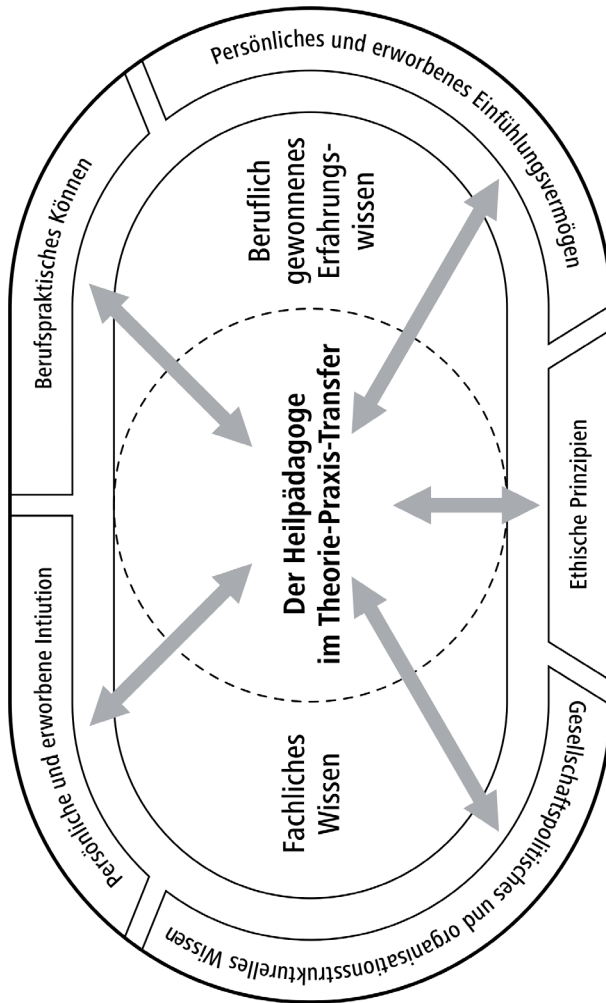 Persönliche und erworbene Intiution
Berufspraktisches Können
Persönliches und erworbenes Einfühlungsvermögen
Fachliches
Wissen
Der Heilpädagoge
im Theorie-Praxis-Transfer
Beruflich
gewonnenes
Erfahrungs-
wissen
Gesellschaftspolitisches und organisationsstrukturelles Wissen
Ethische Prinzipien